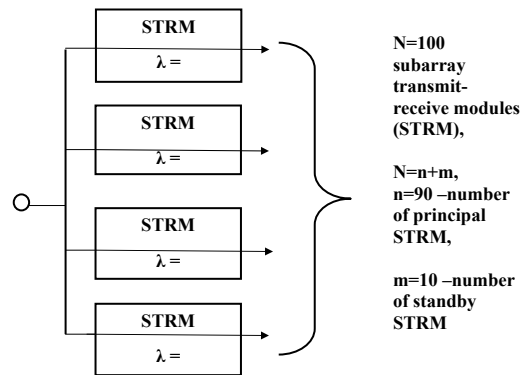 STRM
λ =
STRM
λ =
STRM
λ =
STRM
λ =
N=100
subarray
transmit-
receive modules
(STRM),
N=n+m,
n=90 –number
of principal
STRM,
m=10 –number
of standby
STRM